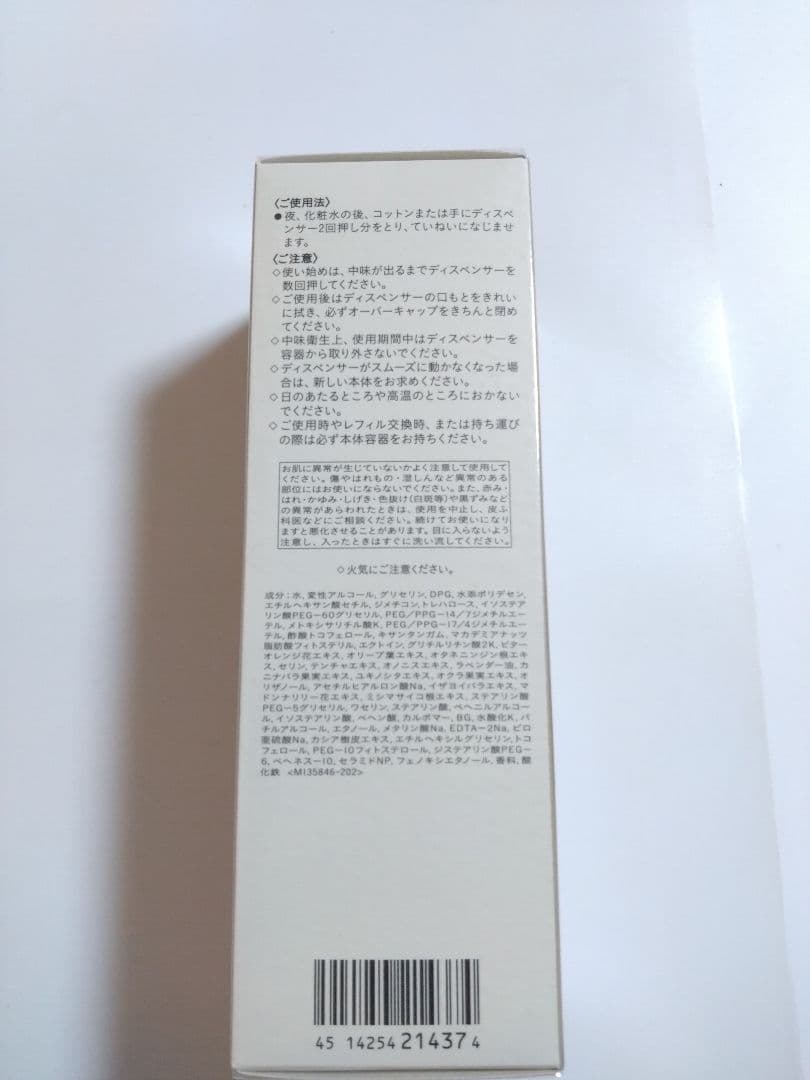 〈ご使用法〉
●夜、化粧水の後、コットンまたは手にディスペ
ンサー2回押し分をとり、ていねいになじませ
ます。
〈ご注意〉
◇使い始めは、中味が出るまでディスペンサーを
数回押してください。
◇ご使用後はディスペンサーの口もとをきれい
に拭き、必ずオーバーキャップをきちんと閉め
てください。
◇中味衛生上、使用期間中はディスペンサーを
容器から取り外さないでください。
◇ディスペンサーがスムーズに動かなくなった場
合は、新しい本体をお求めください。
◇日のあたるところや高温のところにおかない
でください。
◇ご使用時やレフィル交換時、または持ち運び
の際は必ず本体容器をお持ちください。
お肌に異常が生じていないかよく注意して使用して
ください。傷やはれもの・湿しんなど異常のある
部位にはお使いにならないでください。また、赤み・
はれ・かゆみ・しげき・色抜け(白斑等)や黒ずみなど
の異常があらわれたときは、使用を中止し、皮ふ
科医などにご相談ください。続けてお使いになり
ますと悪化させることがあります。目に入らないよう
注意し、入ったときはすぐに洗い流してください。
◇火気にご注意ください。
成分:水,変性アルコール,グリセリン,DPG,水添ポリデセン,
エチルヘキサン酸セチル,ジメチコン,トレハロース,イソステア
リン酸PEG-60グリセリル,PEG/PPG-14/7ジメチルエー
テル,メトキシサリチル酸K,PEG/PPG-17/4ジメチルエー
テル,酢酸トコフェロール,キサンタンガム,マカデミアナッツ
脂肪酸フィトステリル,エクトイン,グリチルリチン酸2K,ビター
オレンジ花エキス,オリーブ葉エキス,オタネニンジン根エキ
ス,セリン,テンチャエキス,オノニスエキス,ラベンダー油,カ
ニナバラ果実エキス,ユキノシタエキス,オクラ果実エキス,オ
リザノール,アセチルヒアルロン酸Na,イザヨイバラエキス,マ
ドンナリリー花エキス,ミシマサイコ根エキス,ステアリン酸
PEG-5グリセリル,ワセリン,ステアリン酸,ベヘニルアルコー
ル,イソステアリン酸,ベヘン酸,カルボマー,BG,水酸化K,バ
チルアルコール,エタノール,メタリン酸Na,EDTA-2Na,ピロ
亜硫酸Na,カシア樹皮エキス,エチルヘキシルグリセリン,トコ
フェロール,PEG-10フィトステロール,ジステアリン酸PEG-
6,ベヘネス-10,セラミドNP,フェノキシエタノール,香料,酸
化鉄 <MI35846-202>
45 14254 214374